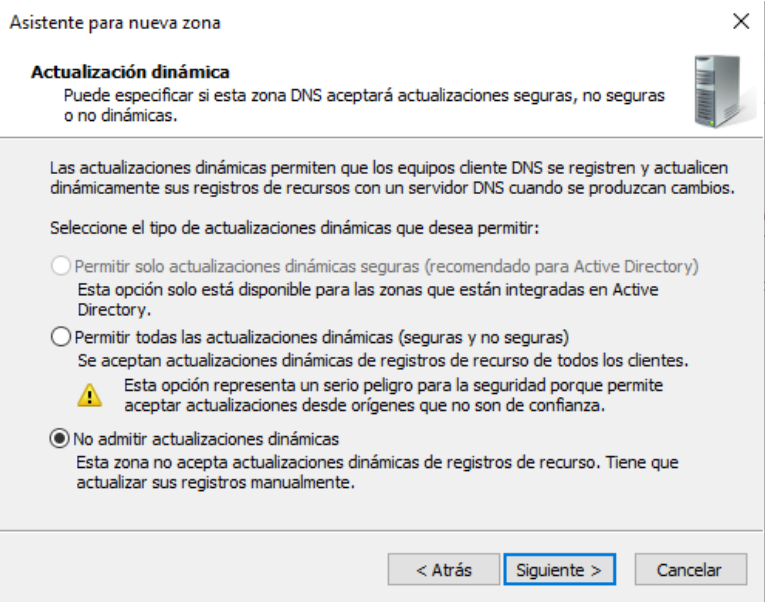 Asistente para nueva zona
Actualización dinámica
Puede especificar si esta zona DNS aceptará actualizaciones seguras, no seguras
o no dinámicas.
Las actualizaciones dinámicas permiten que los equipos cliente DNS se registren y actualicen
dinámicamente sus registros de recursos con un servidor DNS cuando se produzcan cambios.
Seleccione el tipo de actualizaciones dinámicas que desea permitir:
Permitir solo actualizaciones dinámicas seguras (recomendado para Active Directory)
Esta opción solo está disponible para las zonas que están integradas en Active
Directory.
Permitir todas las actualizaciones dinámicas (seguras y no seguras)
Se aceptan actualizaciones dinámicas de registros de recurso de todos los clientes.
Esta opción representa un serio peligro para la seguridad porque permite
aceptar actualizaciones desde orígenes que no son de confianza.
No admitir actualizaciones dinámicas
Esta zona no acepta actualizaciones dinámicas de registros de recurso. Tiene que
actualizar sus registros manualmente.
< Atrás Siguiente > Cancelar